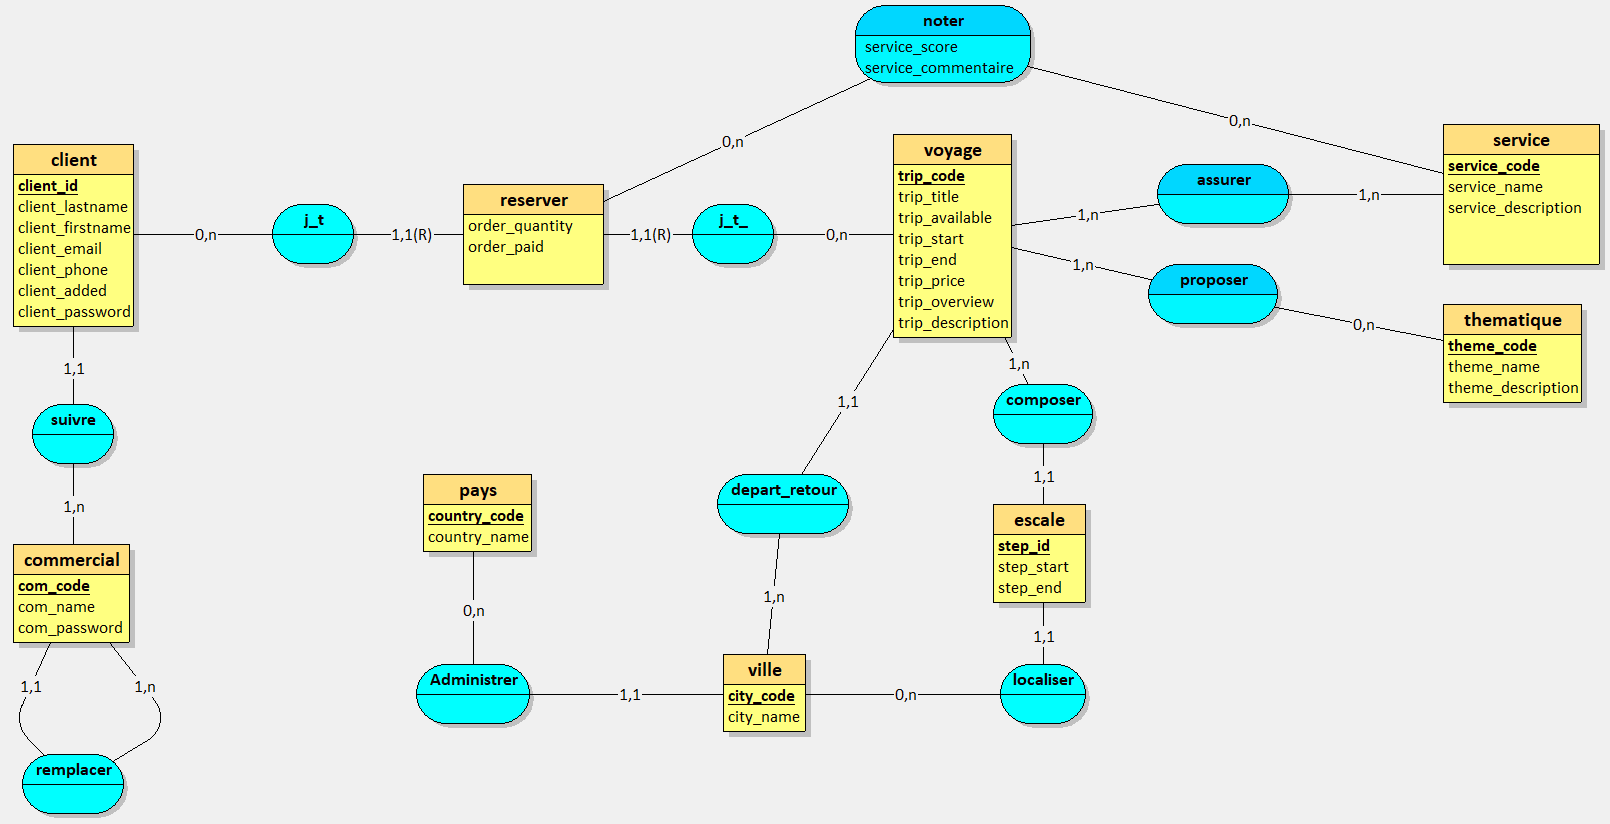 noter
service_score
service_commentaire
0,n
0,n
client
client_id
client_lastname
client_firstname
client_email
client_phone
client_added
client_password
0,n
j_t
1,1(R)
reserver
order_quantity
order_paid
1,1(R)
j_t_
0,n
voyage
trip_code
trip_title
trip_available
trip_start
trip_end
trip_price
trip_overview
trip_description
1,n
assurer
1,n
service
service_code
service_name
service_description
1,n
proposer
0,n
thematique
theme_code
theme_name
theme_description
1,1
suivre
1,n
commercial
com_code
com_name
com_password
1,1
1,n
remplacer
pays
country_code
country_name
0,n
Administrer
1,1
1,1
depart_retour
1,n
ville
city_code
city_name
1,n
composer
1,1
escale
step_id
step_start
step_end
1,1
localiser
0,n